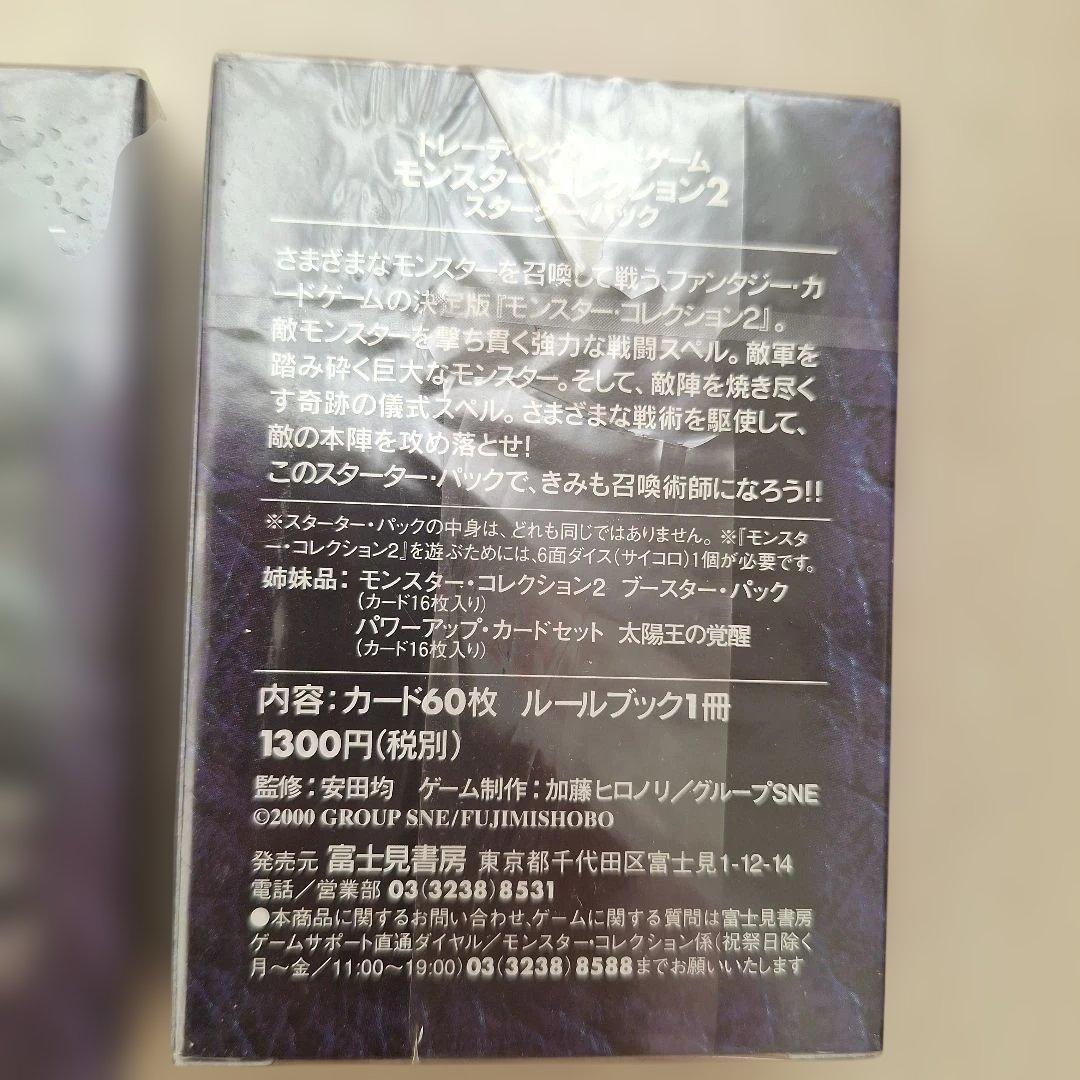 トレーディングカードゲーム
モンスター・コレクション2
スターター・パック
さまざまなモンスターを召喚して戦う、ファンタジー・カ
ードゲームの決定版『モンスター・コレクション2』。
敵モンスターを撃ち貫く強力な戦闘スペル。敵軍を
踏み砕く巨大なモンスター。そして、敵陣を焼き尽く
す奇跡の儀式スペル。さまざまな戦術を駆使して、
敵の本陣を攻め落とせ!
このスターター・パックで、きみも召喚術師になろう!!
※スターター・パックの中身は、どれも同じではありません。※『モンスタ
ー・コレクション2』を遊ぶためには、6面ダイス(サイコロ)1個が必要です。
姉妹品:モンスター・コレクション2 ブースター・パック
(カード16枚入り)
パワーアップ・カードセット 太陽王の覚醒
(カード16枚入り)
内容:カード60枚 ルールブック1冊
1300円(税別)
監修:安田均 ゲーム制作:加藤ヒロノリ/グループSNE
©2000 GROUP SNE/FUJIMISHOBO
発売元 富士見書房 東京都千代田区富士見1-12-14
電話/営業部 03(3238)8531
●本商品に関するお問い合わせ、ゲームに関する質問は富士見書房
ゲームサポート直通ダイヤル/モンスター・コレクション係(祝祭日除く
月~金/11:00~19:00)03(3238)8588までお願いいたします